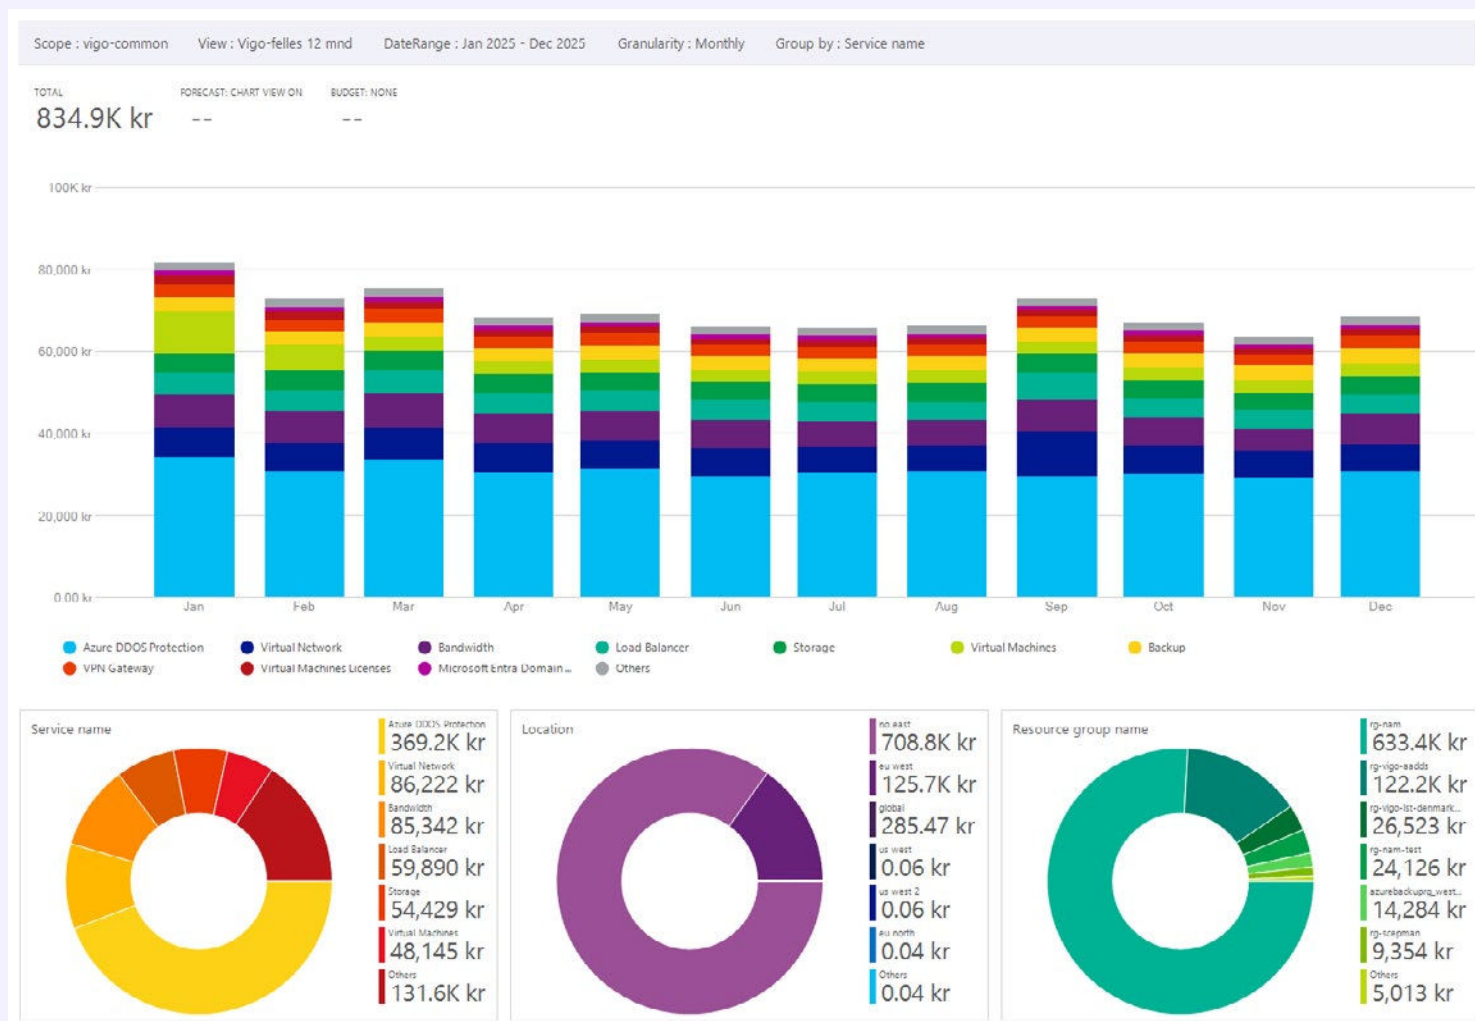 Scope : vigo-common View : Vigo-felles 12 mnd DateRange : Jan 2025 - Dec 2025 Granularity : Monthly Group by : Service name
TOTAL FORECAST: CHART VIEW ON BUDGET: NONE
834.9K kr -- --
100K kr
80,000 kr
60,000 kr
40,000 kr
20,000 kr
0.00 kr
Jan Feb Mar Apr May Jun Jul Aug Sep Oct Nov Dec
Azure DDOS Protection Virtual Network Bandwidth Load Balancer Storage Virtual Machines Backup
VPN Gateway Virtual Machines Licenses Microsoft Entra Domain ... Others
Service name
Azure DDOS Protection
369.2K kr
Virtual Network
86,222 kr
Bandwidth
85,342 kr
Load Balancer
59,890 kr
Storage
54,429 kr
Virtual Machines
48,145 kr
Others
131.6K kr
Location
no east
708.8K kr
eu west
125.7K kr
global
285.47 kr
us west
0.06 kr
us west 2
0.06 kr
eu north
0.04 kr
Others
0.04 kr
Resource group name
rg-nam
633.4K kr
rg-vigo-aadds
122.2K kr
rg-vigo-ist-denmark...
26,523 kr
rg-nam-test
24,126 kr
azurebackuprg_west...
14,284 kr
rg-scepman
9,354 kr
Others
5,013 kr